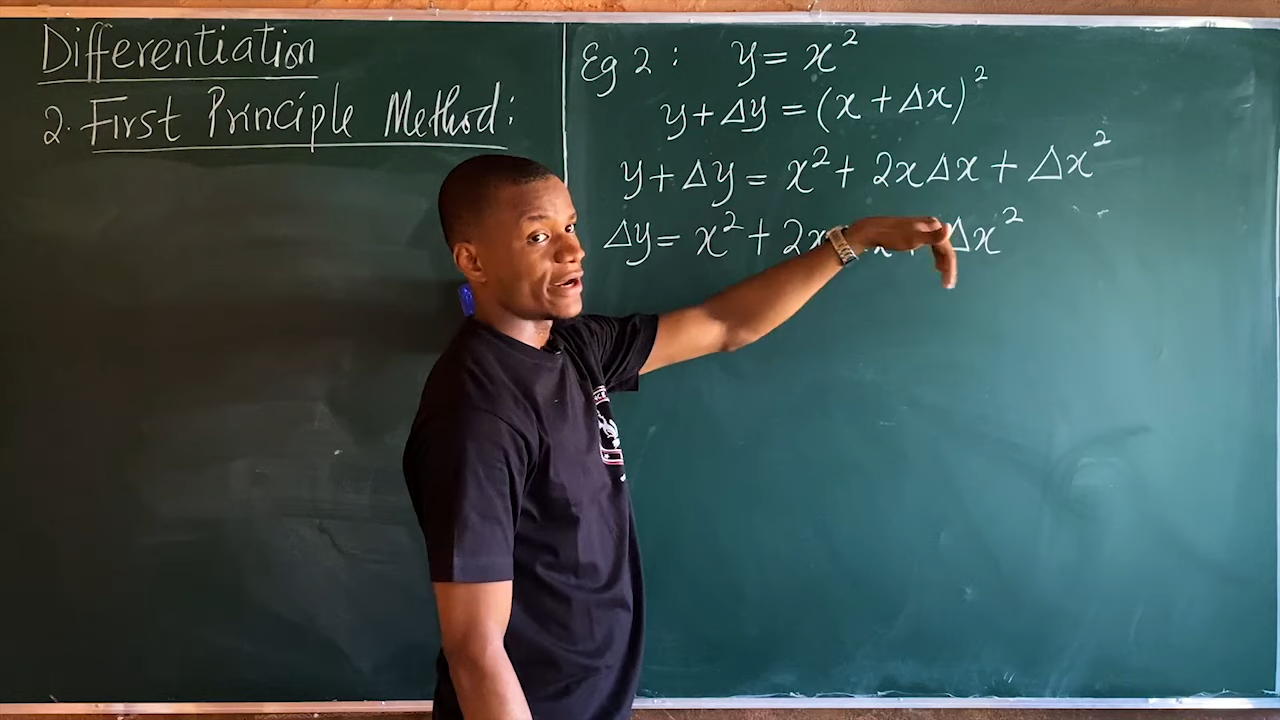 Differentiation
2. First Principle Method:
Eg 2: y = x²
y + Δy = (x + Δx)²
y + Δy = x² + 2xΔx + Δx²
Δy = x² + 2x Δx²